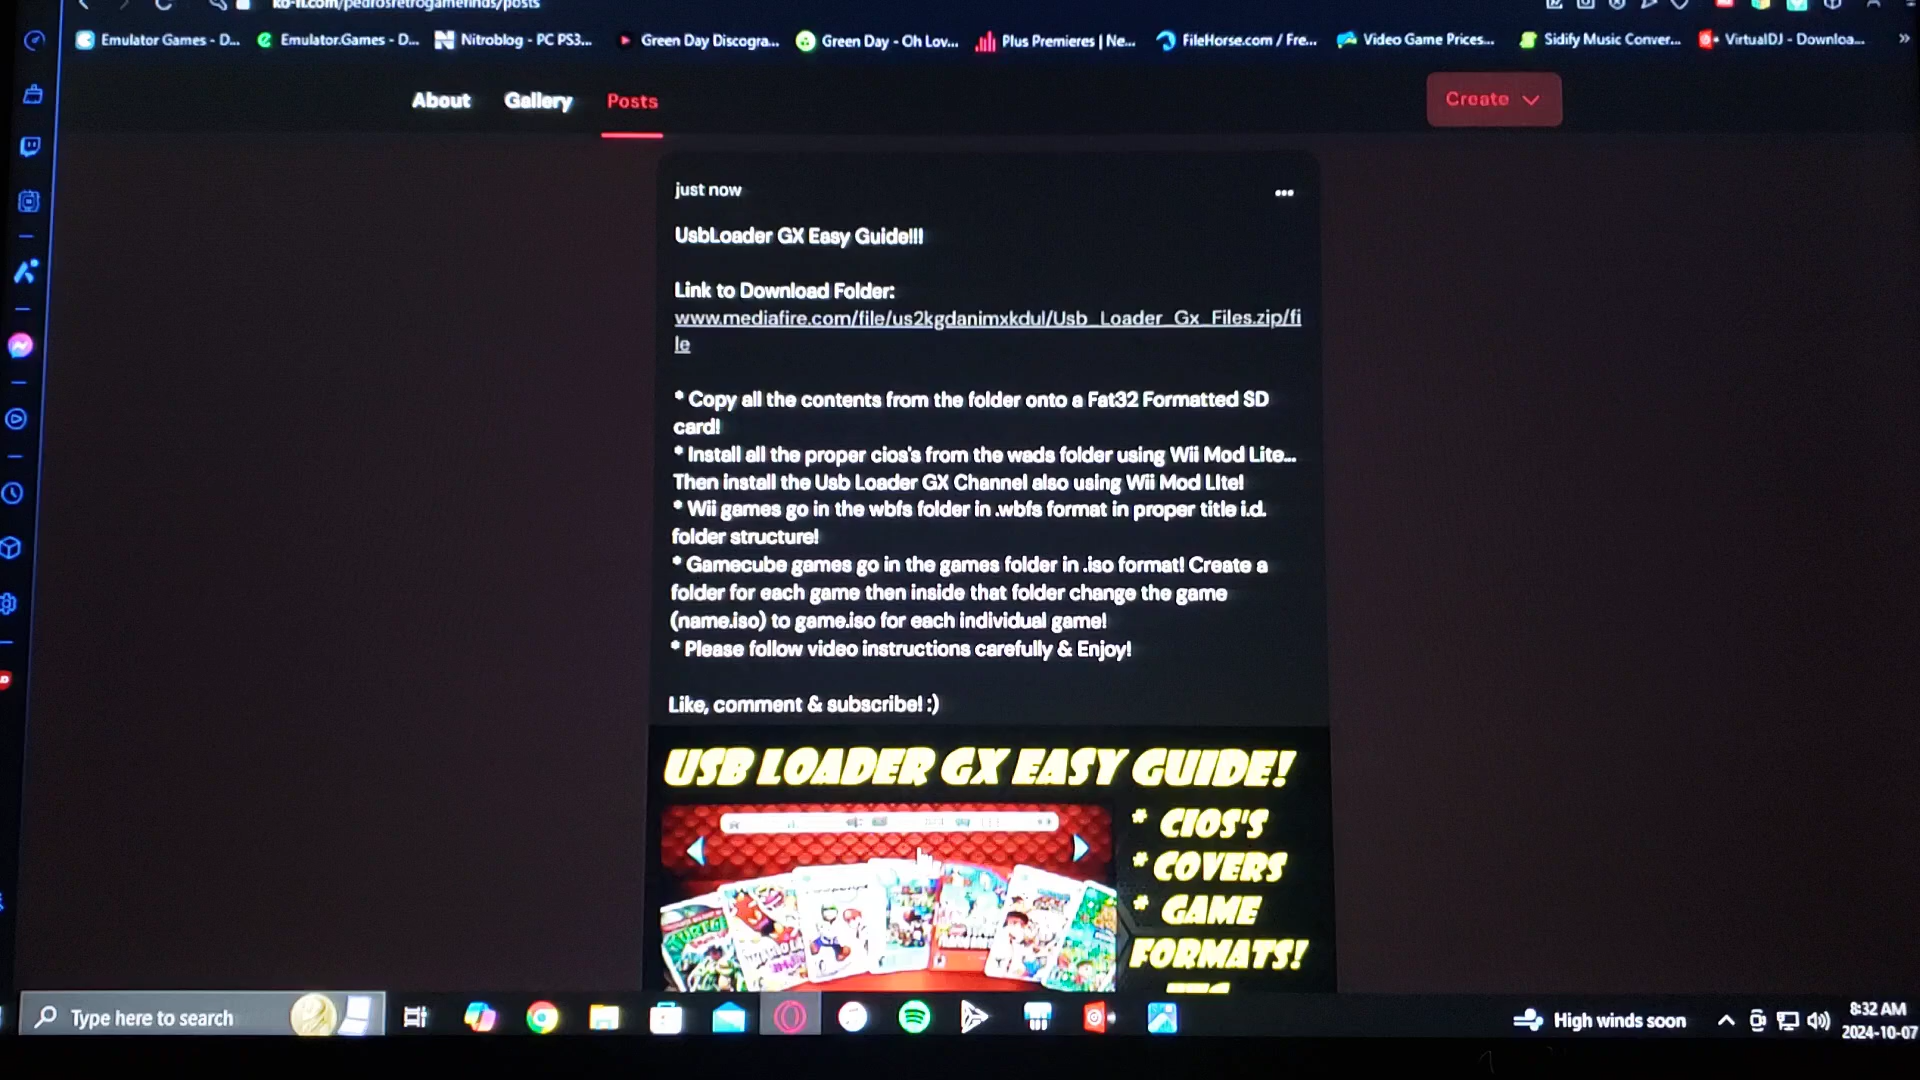 ko-fi.com/pedrosretrogamefinds/posts
Emulator Games - D... Emulator.Games - D... Nitroblog - PC PS3... Green Day Discogra... Green Day - Oh Lov... Plus Premieres | Ne... FileHorse.com / Fre... Video Game Prices... Sidify Music Conver... VirtualDJ - Downloa...
About Gallery Posts Create
just now
UsbLoader GX Easy Guide!!!
Link to Download Folder:
www.mediafire.com/file/us2kgdanimxkdul/Usb_Loader_Gx_Files.zip/fi
le
* Copy all the contents from the folder onto a Fat32 Formatted SD
card!
* Install all the proper cios's from the wads folder using Wii Mod Lite...
Then install the Usb Loader GX Channel also using Wii Mod LIte!
* Wii games go in the wbfs folder in .wbfs format in proper title i.d.
folder structure!
* Gamecube games go in the games folder in .iso format! Create a
folder for each game then inside that folder change the game
(name.iso) to game.iso for each individual game!
* Please follow video instructions carefully & Enjoy!
Like, comment & subscribe! :)
USB LOADER GX EASY GUIDE!
* CIOS'S
* COVERS
* GAME
FORMATS!
Type here to search
High winds soon
8:32 AM
2024-10-07